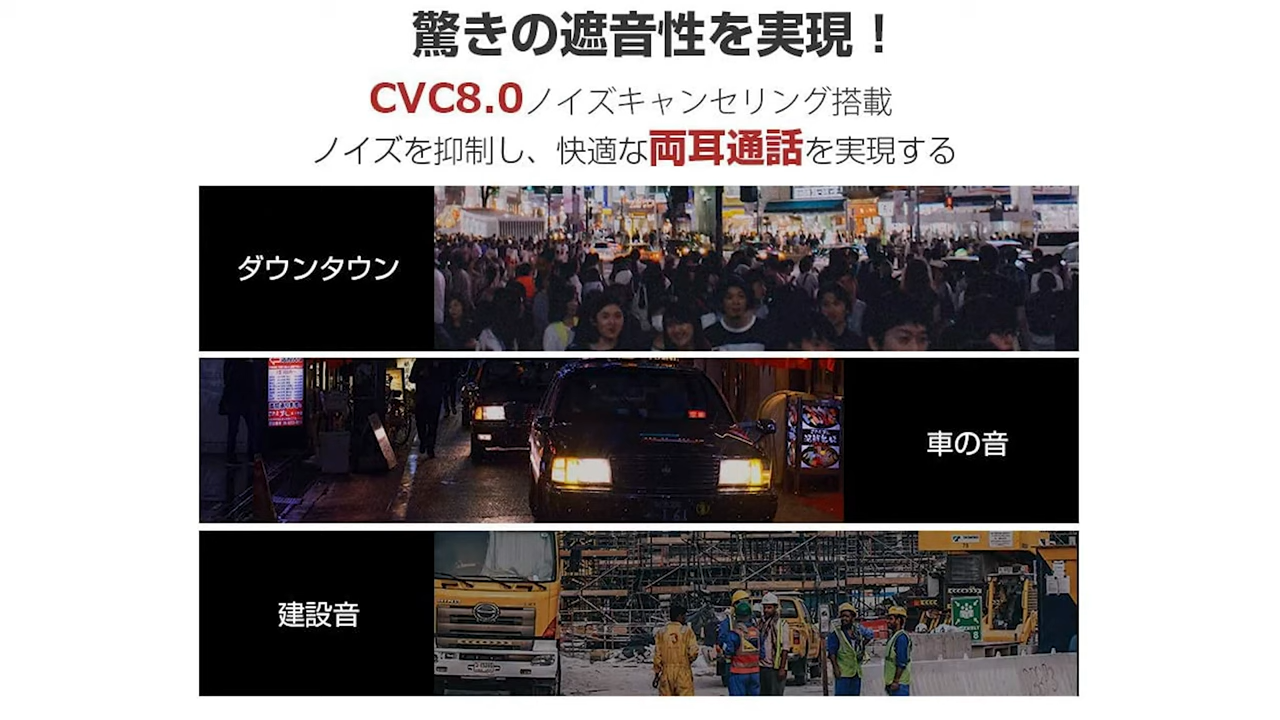 驚きの遮音性を実現！
CVC8.0ノイズキャンセリング搭載
ノイズを抑制し、快適な両耳通話を実現する
ダウンタウン
車の音
建設音